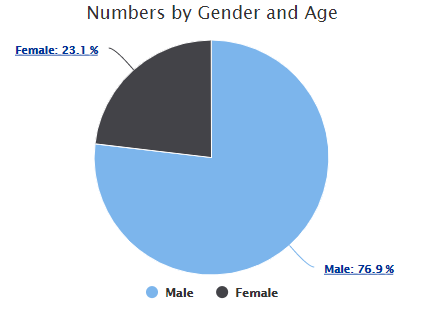 Numbers by Gender and Age
Female: 23.1 %
Male: 76.9 %
Male
Female